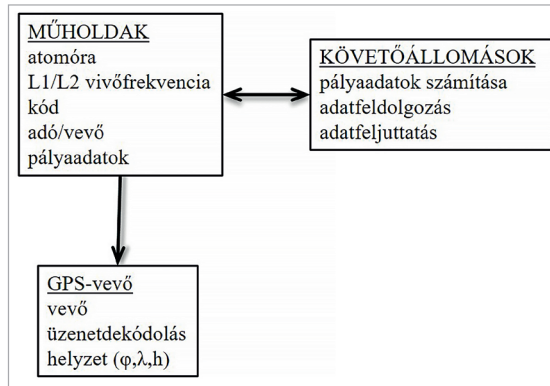 MŰHOLDAK
atomóra
L1/L2 vivőfrekvencia
kód
adó/vevő
pályaadatok
KÖVETŐÁLLOMÁSOK
pályaadatok számítása
adatfeldolgozás
adatfeljuttatás
GPS-vevő
vevő
üzenetdekódolás
helyzet (φ,λ,h)